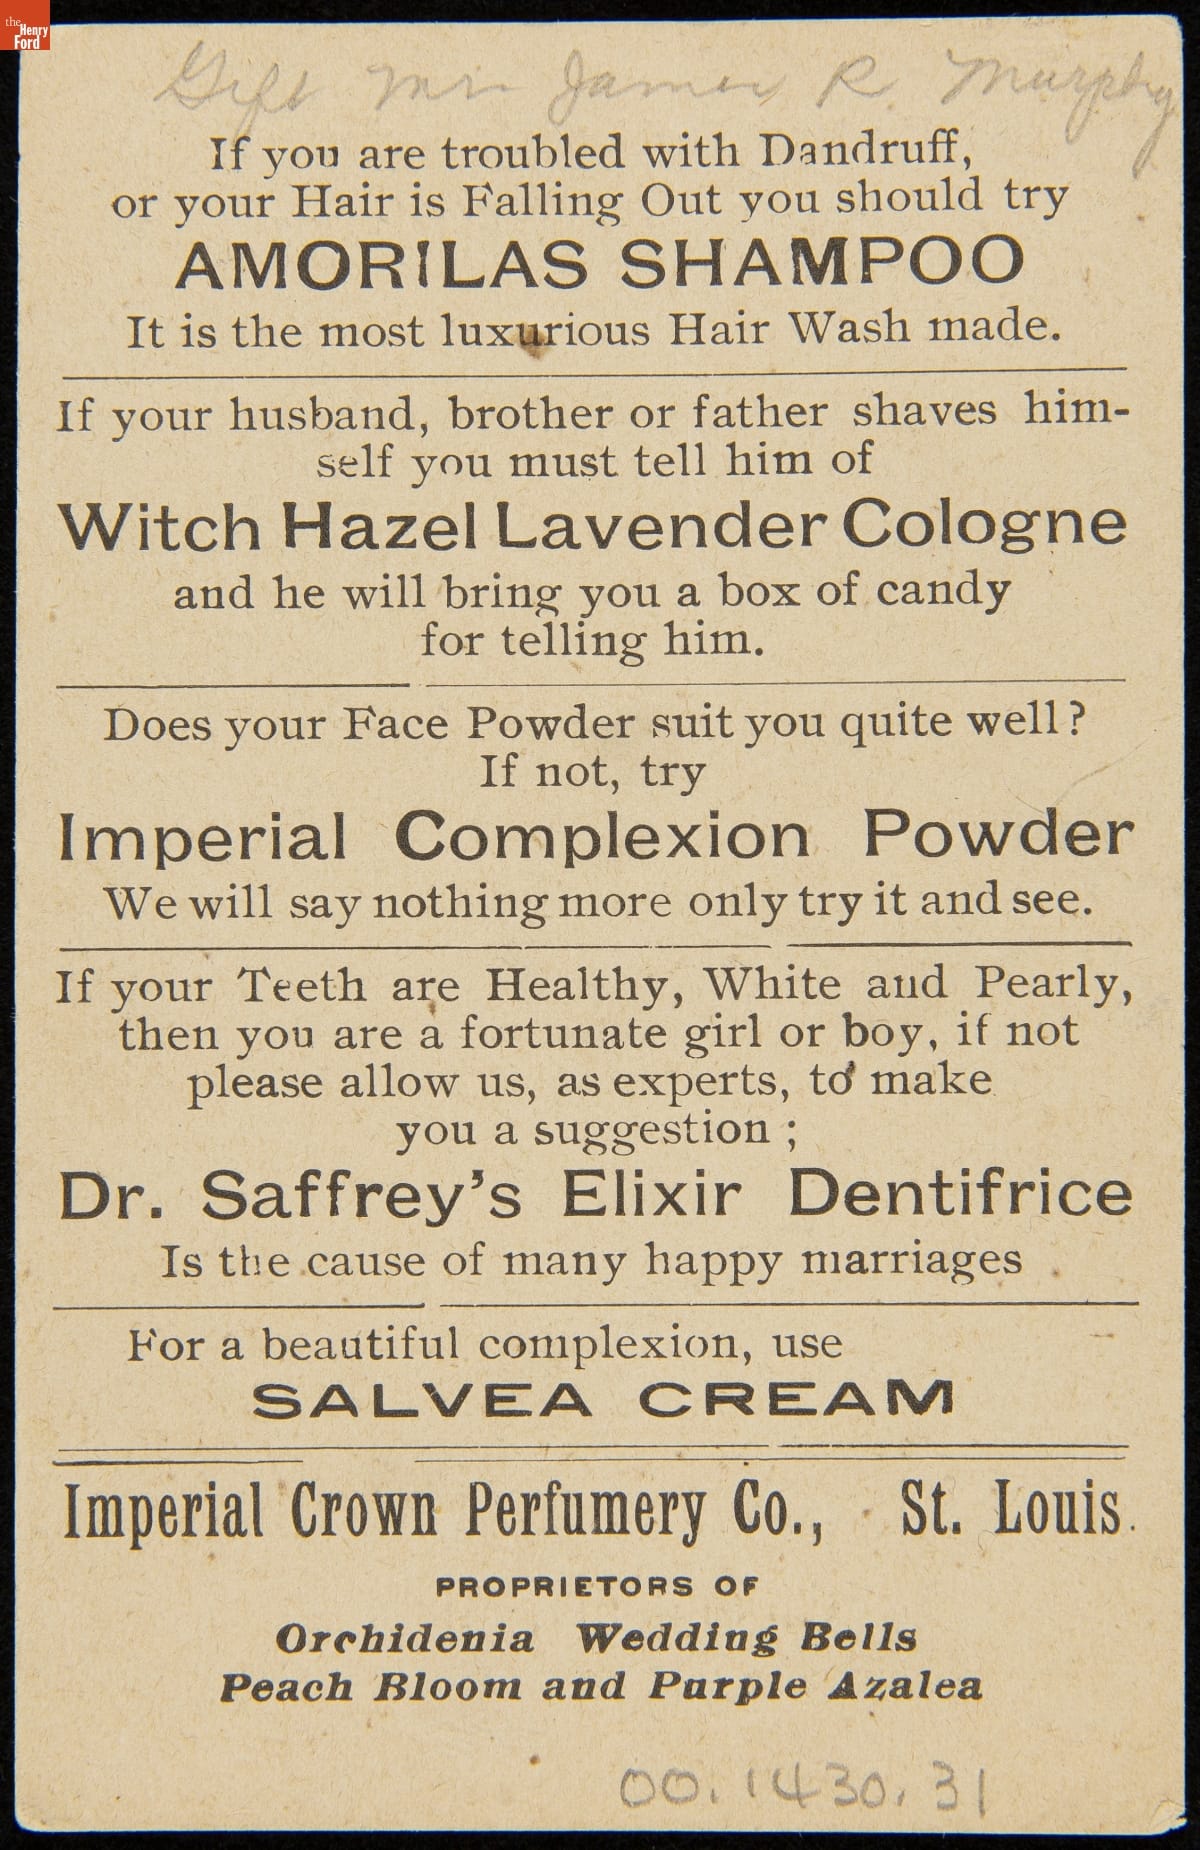 the
Henry
Ford
Gift Mrs James R. Murphy
If you are troubled with Dandruff,
or your Hair is Falling Out you should try
AMORILAS SHAMPOO
It is the most luxurious Hair Wash made.
If your husband, brother or father shaves him-
self you must tell him of
Witch Hazel Lavender Cologne
and he will bring you a box of candy
for telling him.
Does your Face Powder suit you quite well?
If not, try
Imperial Complexion Powder
We will say nothing more only try it and see.
If your Teeth are Healthy, White and Pearly,
then you are a fortunate girl or boy, if not
please allow us, as experts, to make
you a suggestion ;
Dr. Saffrey's Elixir Dentifrice
Is the cause of many happy marriages
For a beautiful complexion, use
SALVEA CREAM
Imperial Crown Perfumery Co., St. Louis.
PROPRIETORS OF
Orchidenia Wedding Bells
Peach Bloom and Purple Azalea
00.1430.31